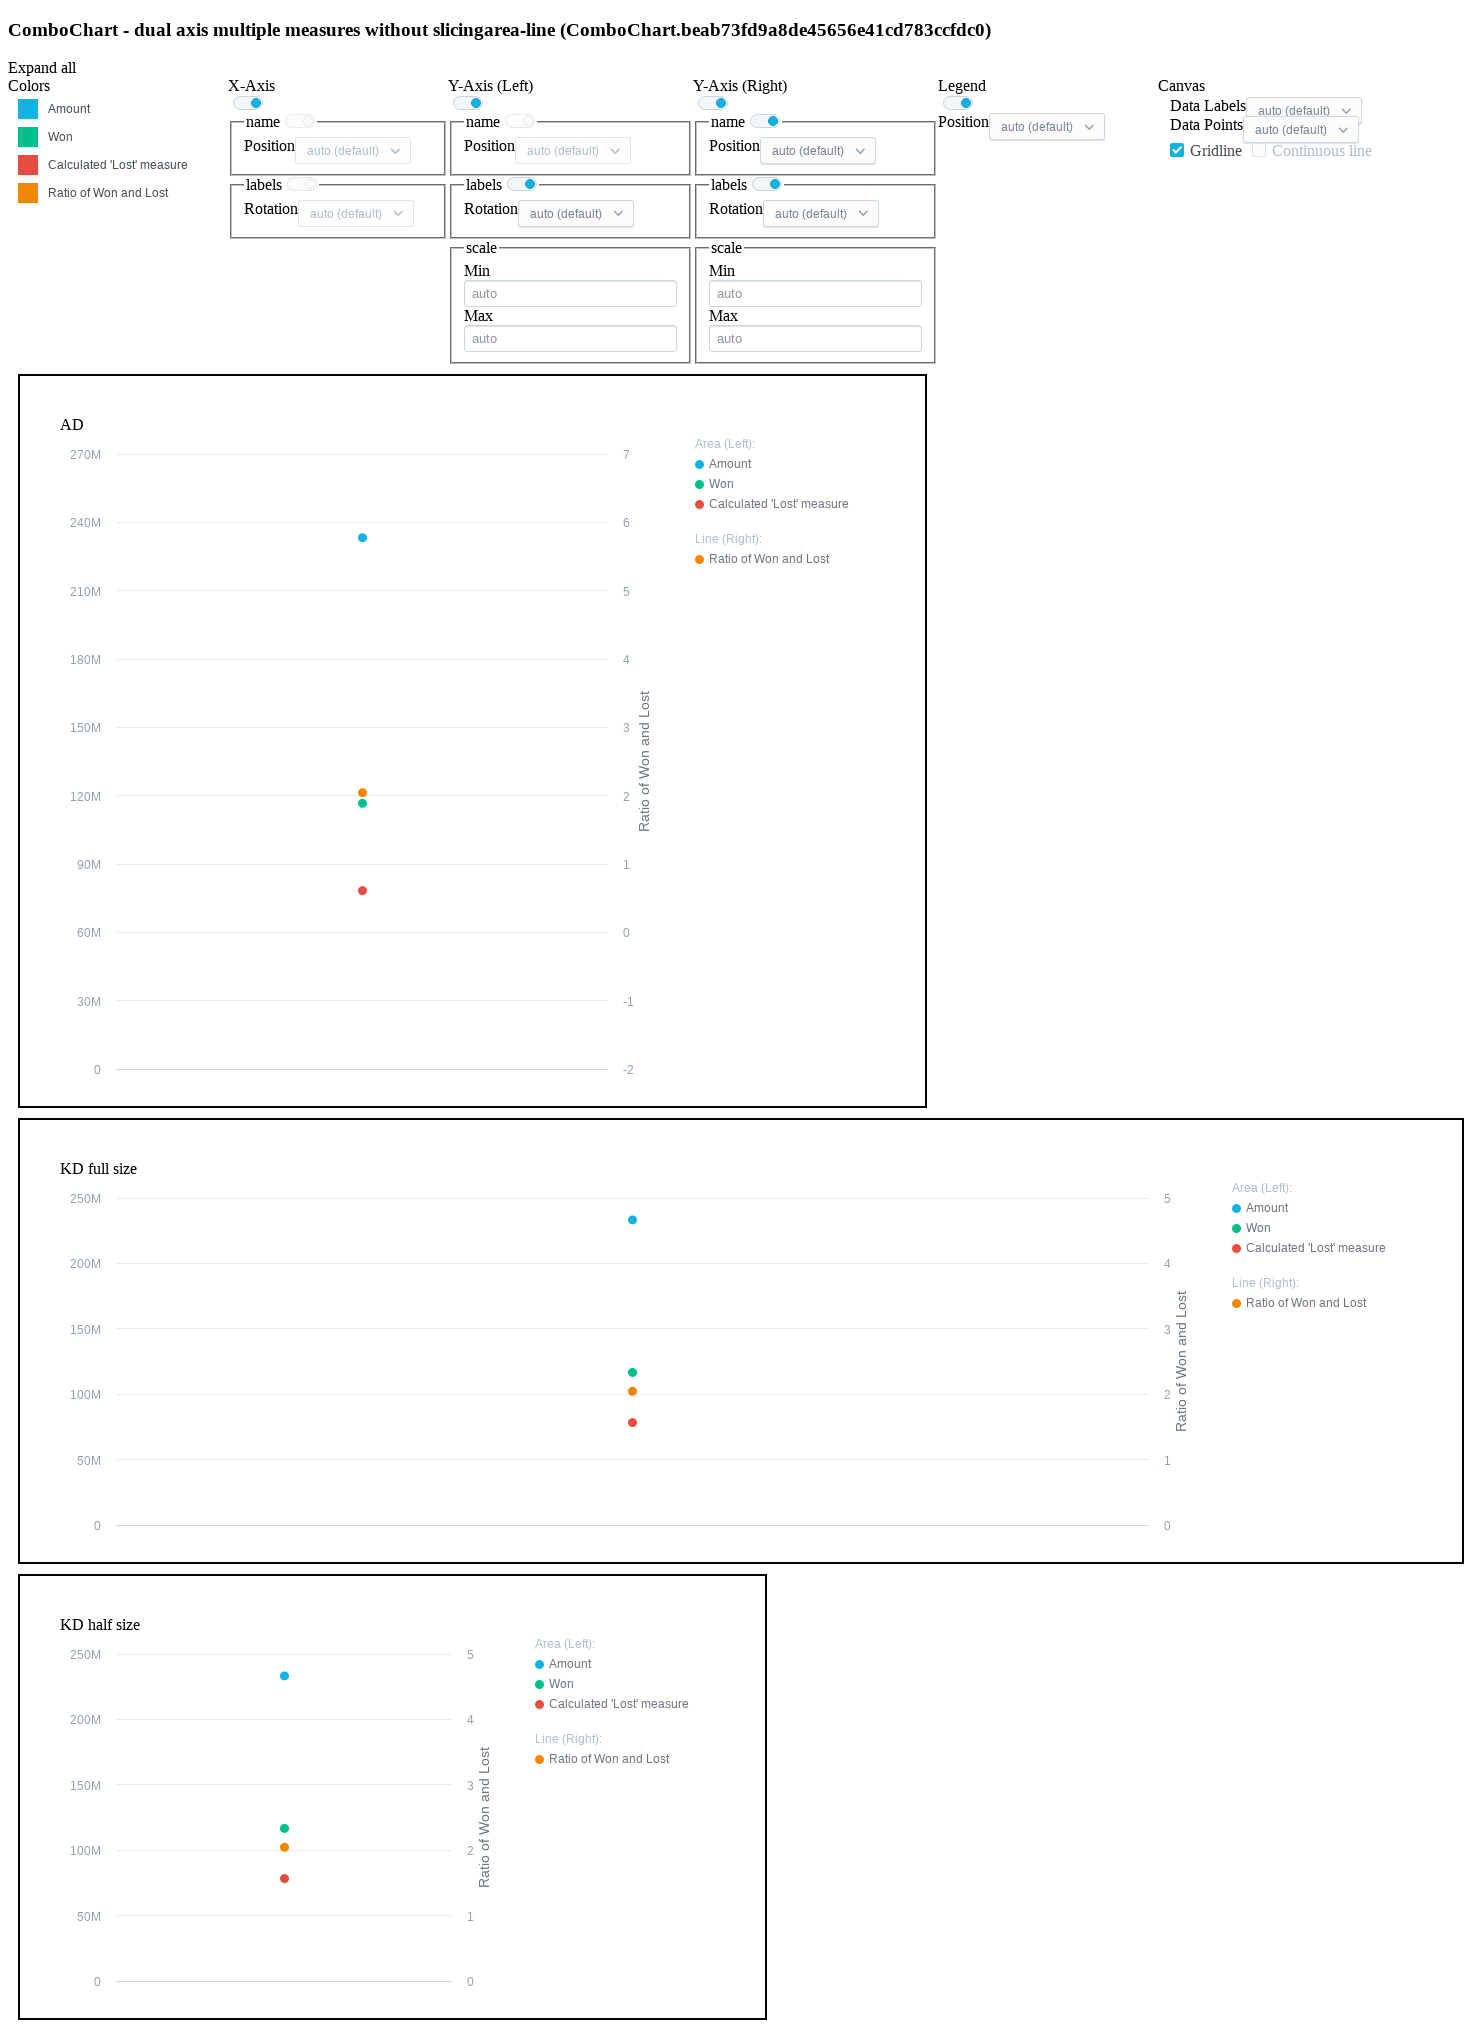 ComboChart - dual axis multiple measures without slicingarea-line (ComboChart.beab73fd9a8de45656e41cd783ccfdc0)
Expand all
Colors
Amount
Won
Calculated 'Lost' measure
Ratio of Won and Lost
X-Axis
name
Position auto (default)
labels
Rotation auto (default)
Y-Axis (Left)
name
Position auto (default)
labels
Rotation auto (default)
scale
Min
auto
Max
auto
Y-Axis (Right)
name
Position auto (default)
labels
Rotation auto (default)
scale
Min
auto
Max
auto
Legend
Position auto (default)
Canvas
Data Labels auto (default)
Data Points auto (default)
Gridline Continuous line
AD
270M
240M
210M
180M
150M
120M
90M
60M
30M
0
7
6
5
4
3
2
1
0
-1
-2
Ratio of Won and Lost
Area (Left):
Amount
Won
Calculated 'Lost' measure
Line (Right):
Ratio of Won and Lost
KD full size
250M
200M
150M
100M
50M
0
5
4
3
2
1
0
Ratio of Won and Lost
Area (Left):
Amount
Won
Calculated 'Lost' measure
Line (Right):
Ratio of Won and Lost
KD half size
250M
200M
150M
100M
50M
0
5
4
3
2
1
0
Ratio of Won and Lost
Area (Left):
Amount
Won
Calculated 'Lost' measure
Line (Right):
Ratio of Won and Lost